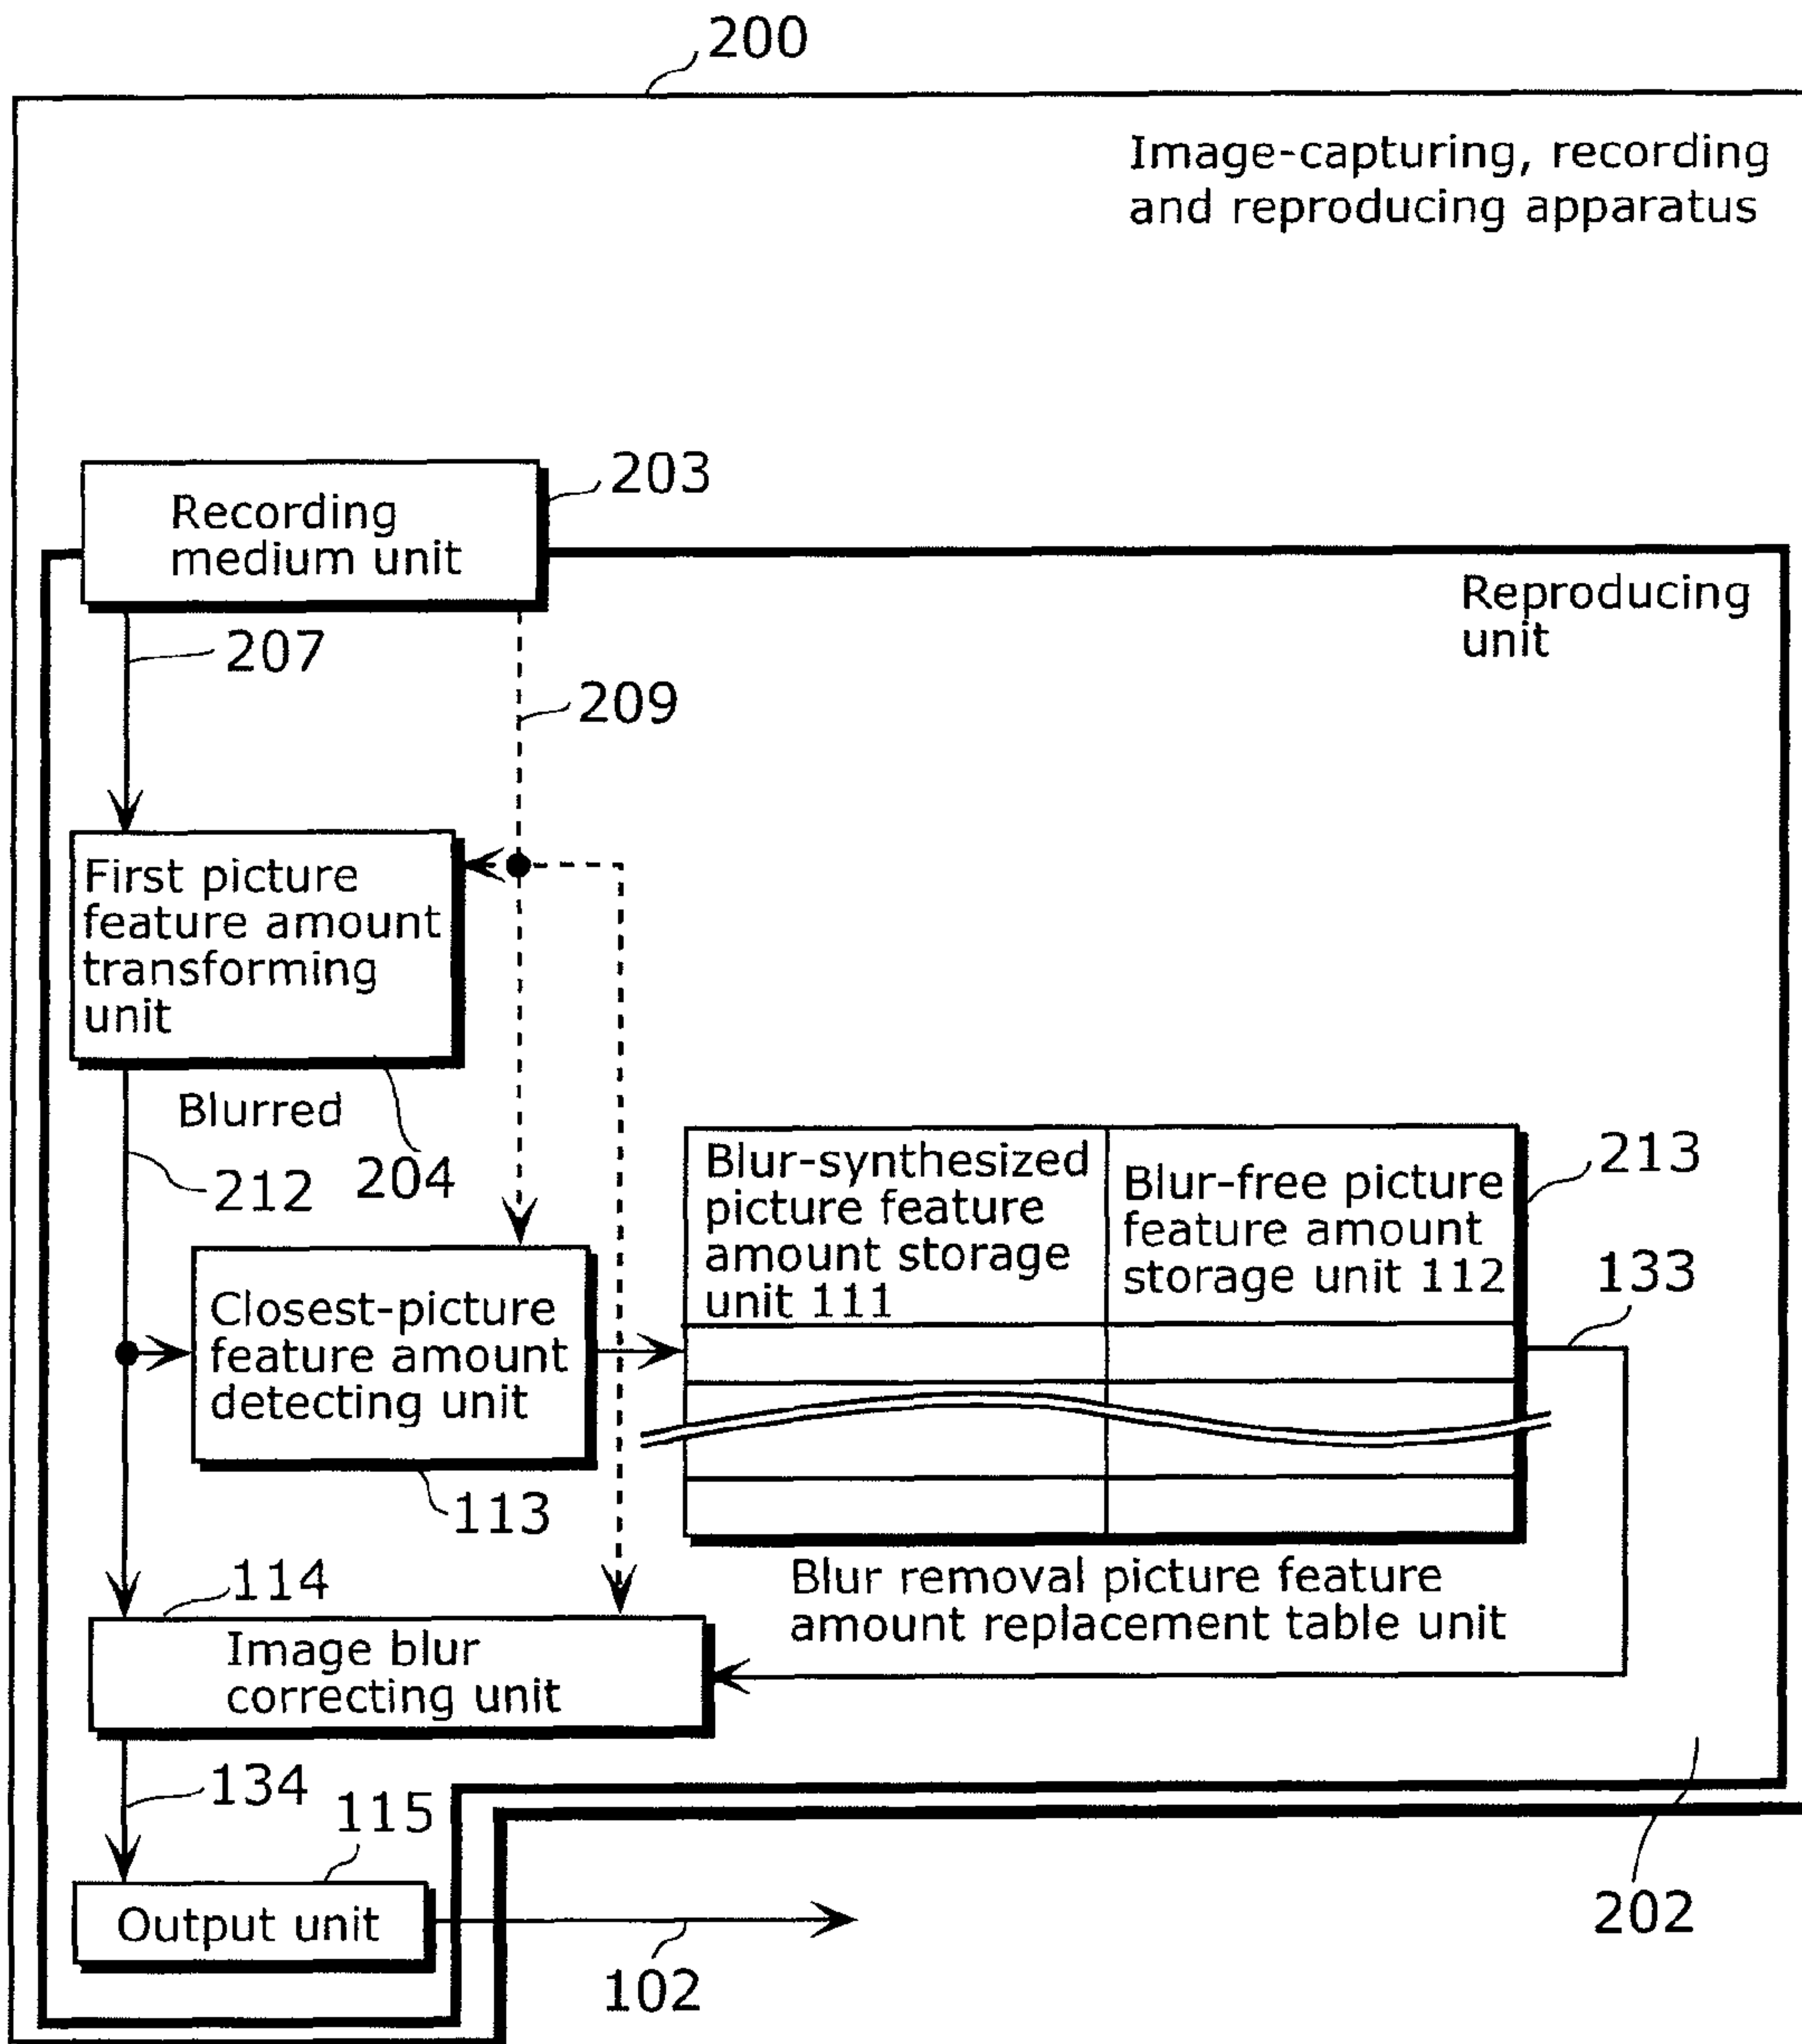 200
Image-capturing, recording
and reproducing apparatus
Recording
medium unit
203
Reproducing
unit
207
209
First picture
feature amount
transforming
unit
Blurred
212
204
Blur-synthesized
picture feature
amount storage
unit 111
Blur-free picture
feature amount
storage unit 112
213
133
Closest-picture
feature amount
detecting unit
113
Blur removal picture feature
amount replacement table unit
114
Image blur
correcting unit
134
115
Output unit
102
202